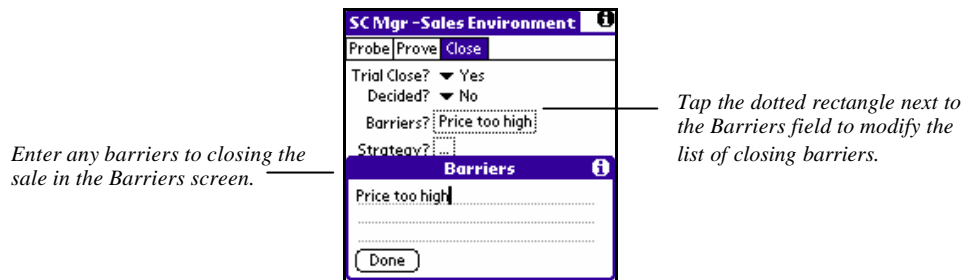 SC Mgr -Sales Environment
Probe Prove Close
Trial Close? Yes
Decided? No
Barriers? Price too high
Strategy? ...
Barriers
Price too high
Done
Enter any barriers to closing the
sale in the Barriers screen.
Tap the dotted rectangle next to
the Barriers field to modify the
list of closing barriers.